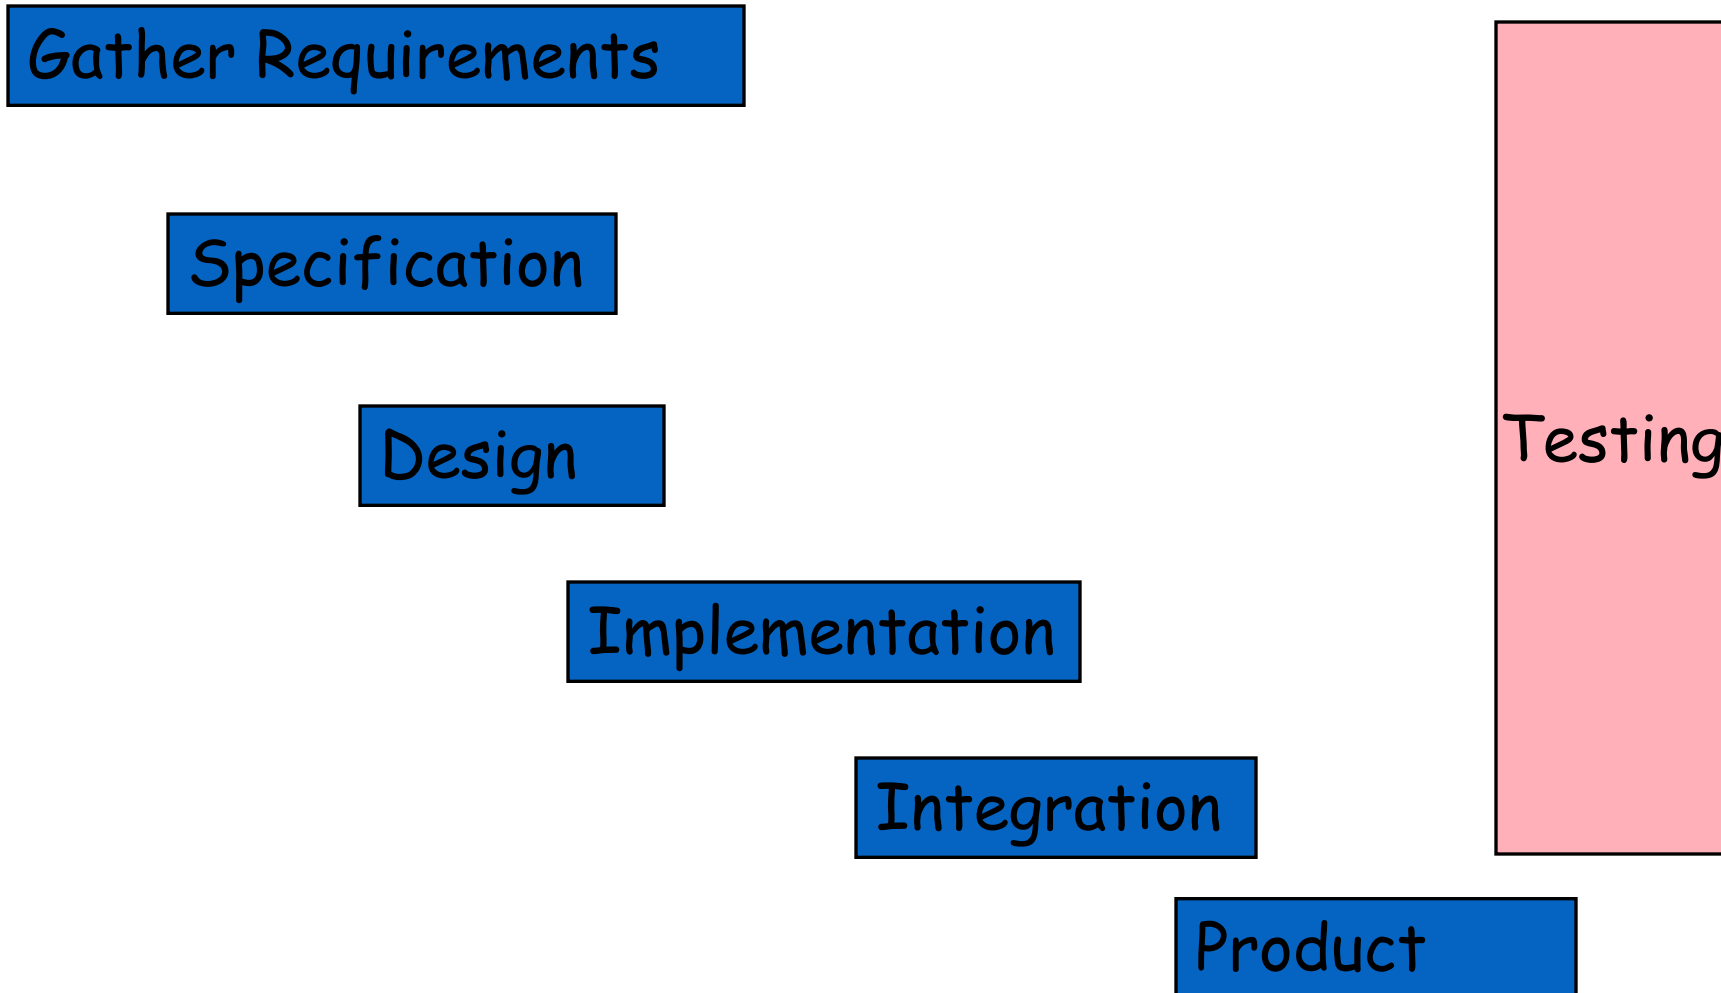 Gather Requirements
Specification
Design
Testing
Implementation
Integration
Product